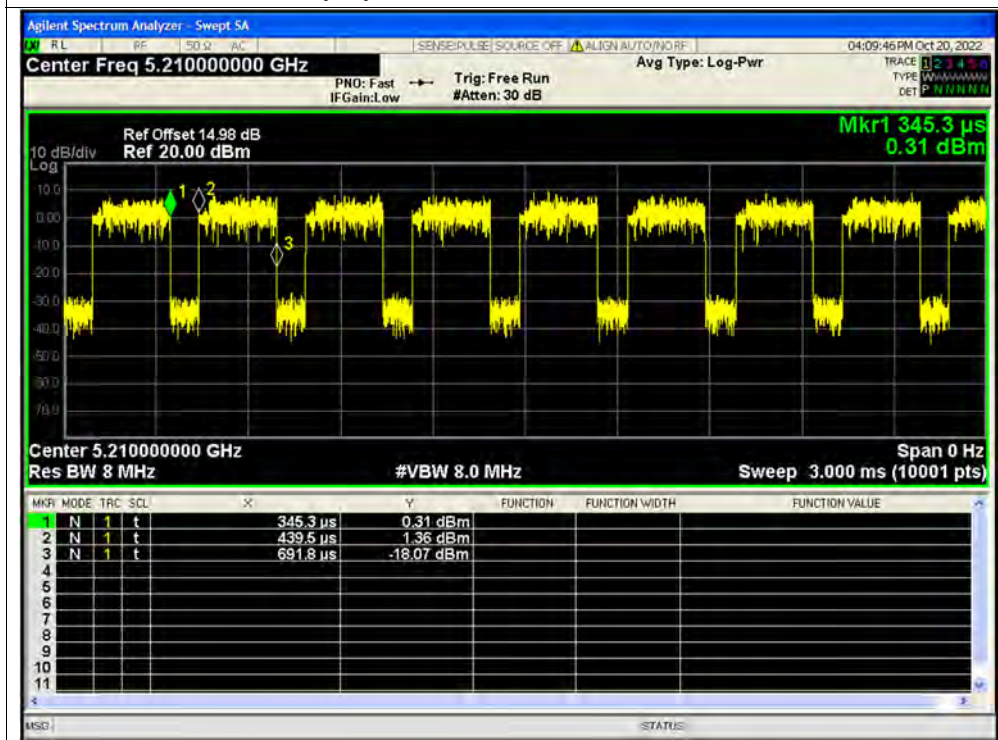 Agilent Spectrum Analyzer - Swept SA
RL RF 50 Ω AC SENSE:PULSE SOURCE OFF ALIGN AUTO/NO RF 04:09:46 PM Oct 20, 2022
Center Freq 5.210000000 GHz Avg Type: Log-Pwr TRACE 1 2 3 4 5 6
PNO: Fast Trig: Free Run TYPE
IFGain:Low #Atten: 30 dB DET P N N N N N
Mkr1 345.3 µs
Ref Offset 14.98 dB
10 dB/div Ref 20.00 dBm 0.31 dBm
Log
10.0
0.00
-10.0
-20.0
-30.0
-40.0
-50.0
-60.0
-70.0
1 2
3
Center 5.210000000 GHz Span 0 Hz
Res BW 8 MHz #VBW 8.0 MHz Sweep 3.000 ms (10001 pts)
MKR MODE TRC SCL X Y FUNCTION FUNCTION WIDTH FUNCTION VALUE
1 N 1 t 345.3 µs 0.31 dBm
2 N 1 t 439.5 µs 1.36 dBm
3 N 1 t 691.8 µs -18.07 dBm
4
5
6
7
8
9
10
11
MSG STATUS